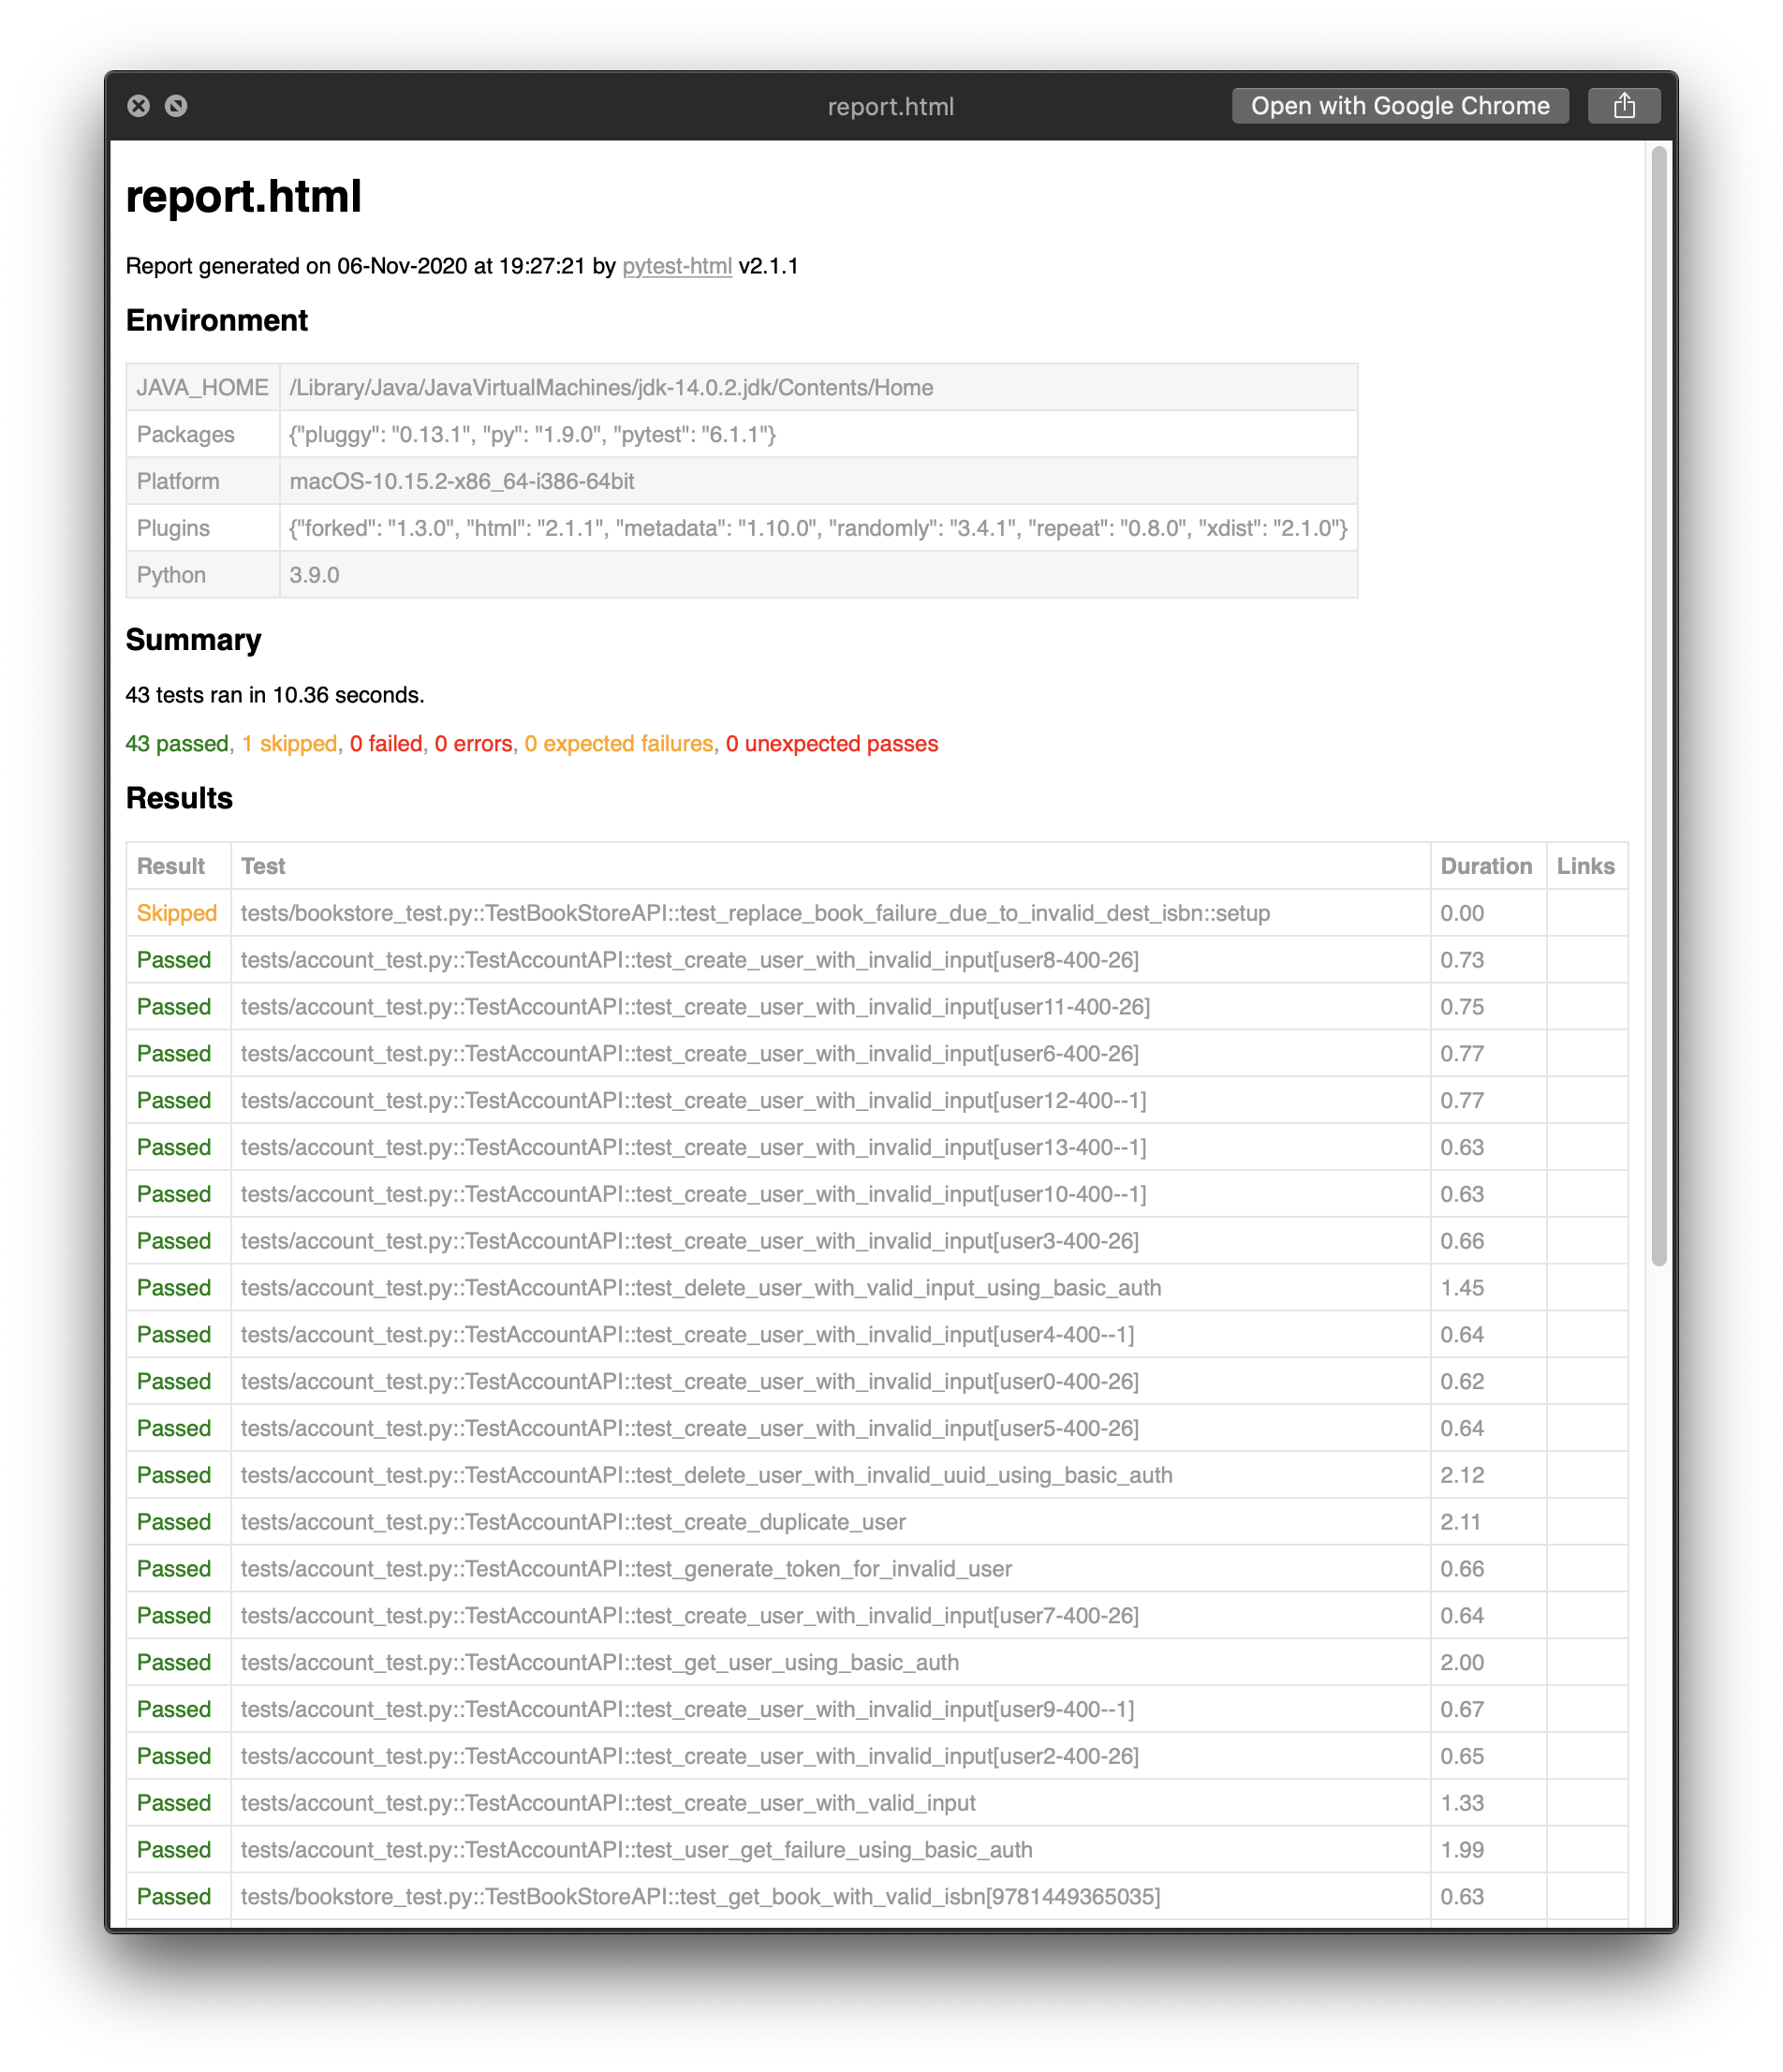 report.html
Open with Google Chrome
report.html
Report generated on 06-Nov-2020 at 19:27:21 by pytest-html v2.1.1
Environment
JAVA_HOME /Library/Java/JavaVirtualMachines/jdk-14.0.2.jdk/Contents/Home
Packages {"pluggy": "0.13.1", "py": "1.9.0", "pytest": "6.1.1"}
Platform macOS-10.15.2-x86_64-i386-64bit
Plugins {"forked": "1.3.0", "html": "2.1.1", "metadata": "1.10.0", "randomly": "3.4.1", "repeat": "0.8.0", "xdist": "2.1.0"}
Python 3.9.0
Summary
43 tests ran in 10.36 seconds.
43 passed, 1 skipped, 0 failed, 0 errors, 0 expected failures, 0 unexpected passes
Results
Result Test Duration Links
Skipped tests/bookstore_test.py::TestBookStoreAPI::test_replace_book_failure_due_to_invalid_dest_isbn::setup 0.00
Passed tests/account_test.py::TestAccountAPI::test_create_user_with_invalid_input[user8-400-26] 0.73
Passed tests/account_test.py::TestAccountAPI::test_create_user_with_invalid_input[user11-400-26] 0.75
Passed tests/account_test.py::TestAccountAPI::test_create_user_with_invalid_input[user6-400-26] 0.77
Passed tests/account_test.py::TestAccountAPI::test_create_user_with_invalid_input[user12-400--1] 0.77
Passed tests/account_test.py::TestAccountAPI::test_create_user_with_invalid_input[user13-400--1] 0.63
Passed tests/account_test.py::TestAccountAPI::test_create_user_with_invalid_input[user10-400--1] 0.63
Passed tests/account_test.py::TestAccountAPI::test_create_user_with_invalid_input[user3-400-26] 0.66
Passed tests/account_test.py::TestAccountAPI::test_delete_user_with_valid_input_using_basic_auth 1.45
Passed tests/account_test.py::TestAccountAPI::test_create_user_with_invalid_input[user4-400--1] 0.64
Passed tests/account_test.py::TestAccountAPI::test_create_user_with_invalid_input[user0-400-26] 0.62
Passed tests/account_test.py::TestAccountAPI::test_create_user_with_invalid_input[user5-400-26] 0.64
Passed tests/account_test.py::TestAccountAPI::test_delete_user_with_invalid_uuid_using_basic_auth 2.12
Passed tests/account_test.py::TestAccountAPI::test_create_duplicate_user 2.11
Passed tests/account_test.py::TestAccountAPI::test_generate_token_for_invalid_user 0.66
Passed tests/account_test.py::TestAccountAPI::test_create_user_with_invalid_input[user7-400-26] 0.64
Passed tests/account_test.py::TestAccountAPI::test_get_user_using_basic_auth 2.00
Passed tests/account_test.py::TestAccountAPI::test_create_user_with_invalid_input[user9-400--1] 0.67
Passed tests/account_test.py::TestAccountAPI::test_create_user_with_invalid_input[user2-400-26] 0.65
Passed tests/account_test.py::TestAccountAPI::test_create_user_with_valid_input 1.33
Passed tests/account_test.py::TestAccountAPI::test_user_get_failure_using_basic_auth 1.99
Passed tests/bookstore_test.py::TestBookStoreAPI::test_get_book_with_valid_isbn[9781449365035] 0.63